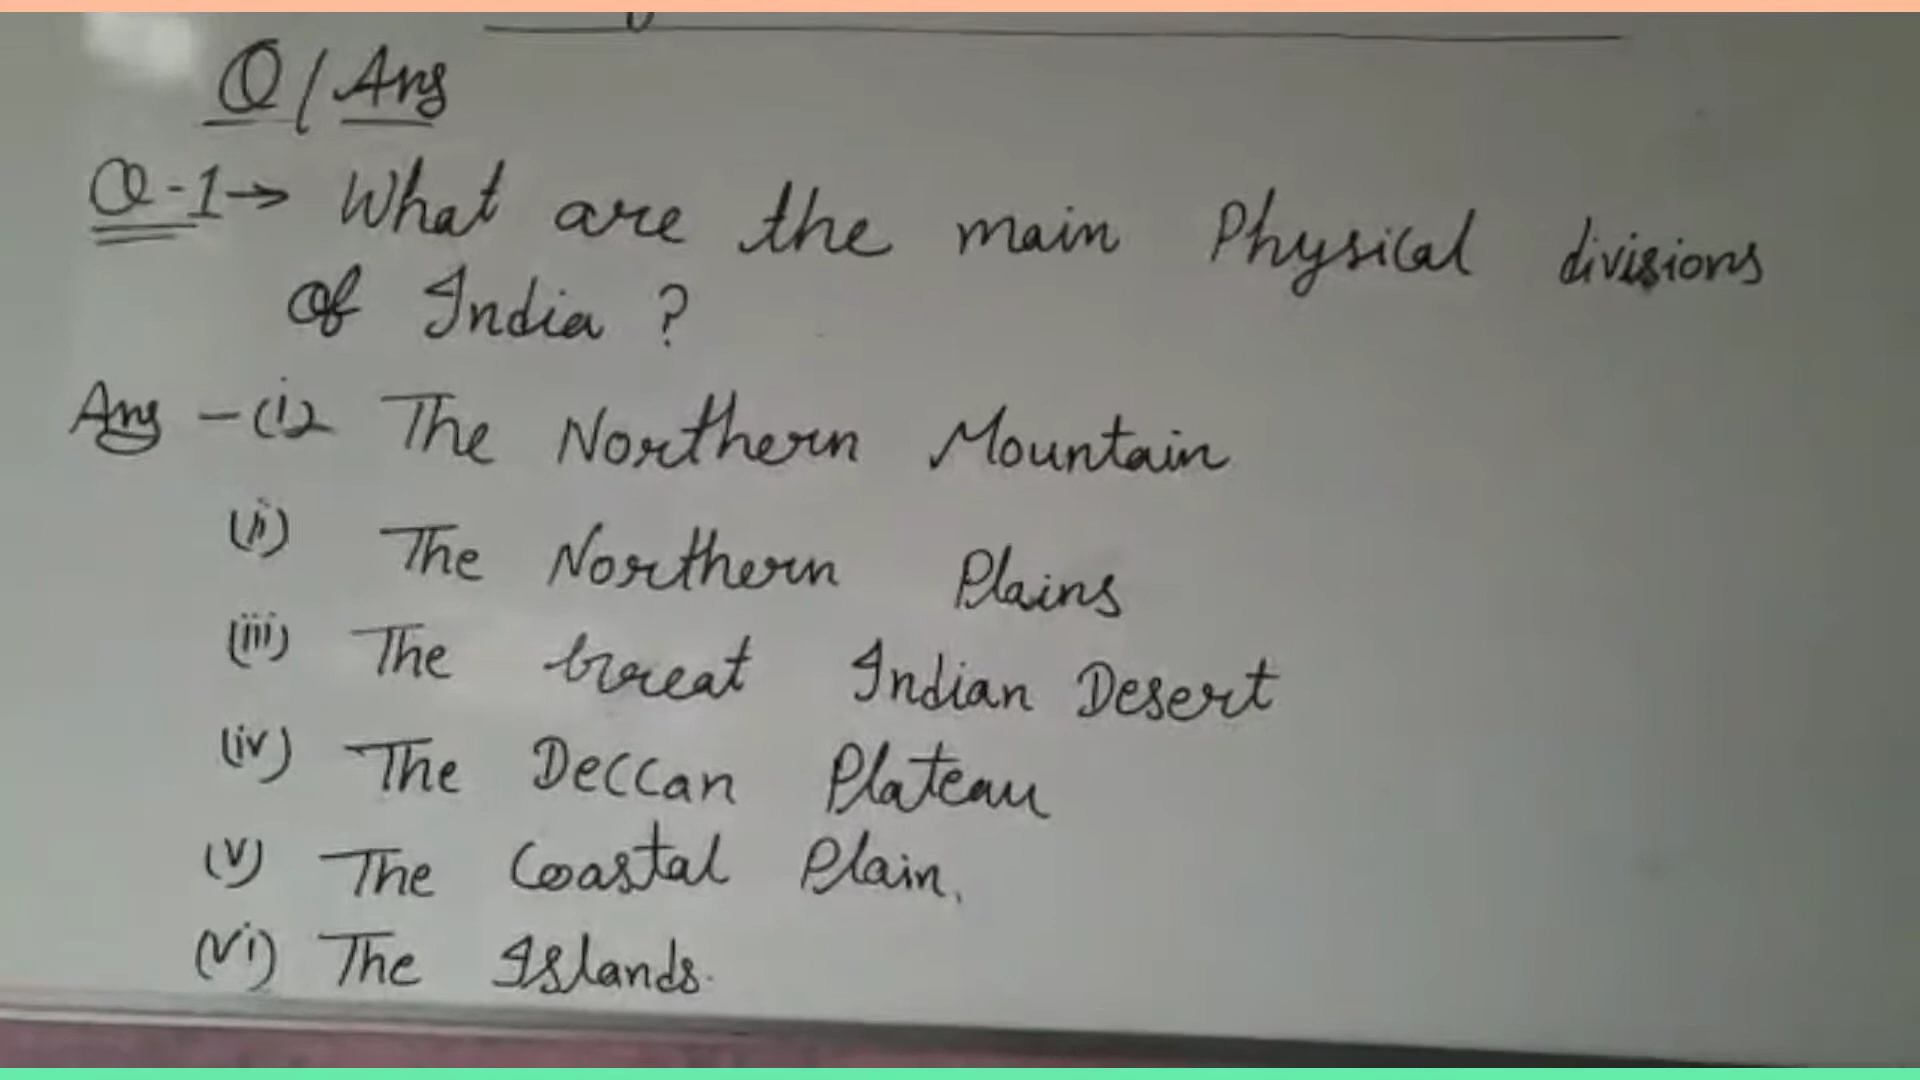 Q/Ans
Q-1→ What are the main Physical divisions
of India ?
Ans - (i) The Northern Mountain
(ii) The Northern Plains
(iii) The Great Indian Desert
(iv) The Deccan Plateau
(v) The Coastal Plain.
(vi) The Islands.